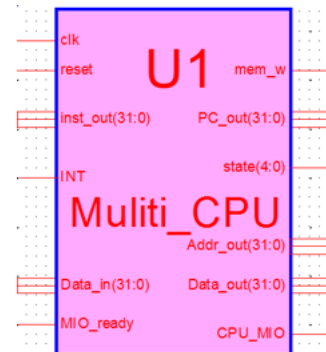 clk
U1
reset
mem_w
inst_out(31:0)
PC_out(31:0)
state(4:0)
INT
Muliti_CPU
Addr_out(31:0)
Data_in(31:0)
Data_out(31:0)
MIO_ready
CPU_MIO